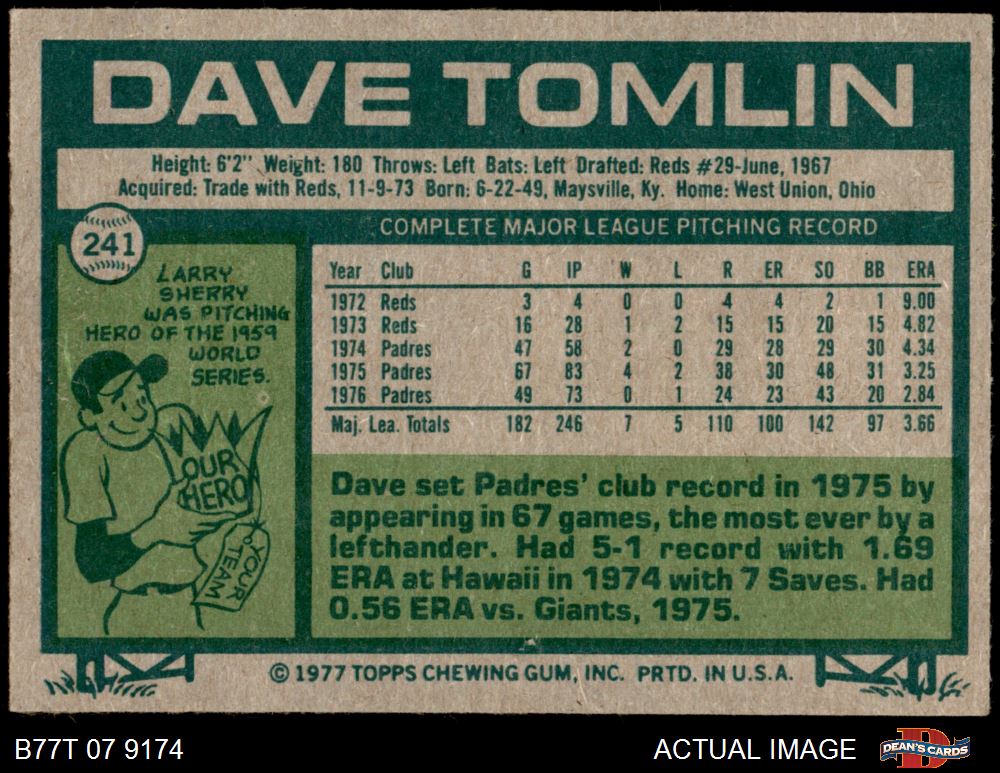 DAVE TOMLIN
Height: 6'2" Weight: 180 Throws: Left Bats: Left Drafted: Reds #29-June, 1967
Acquired: Trade with Reds, 11-9-73 Born: 6-22-49, Maysville, Ky. Home: West Union, Ohio
241
LARRY
SHERRY
WAS PITCHING
HERO OF THE 1959
WORLD
SERIES.
OUR
HERO
YOUR
TEAM
COMPLETE MAJOR LEAGUE PITCHING RECORD
Year Club G IP W L R ER SO BB ERA
1972 Reds 3 4 0 0 4 4 2 1 9.00
1973 Reds 16 28 1 2 15 15 20 15 4.82
1974 Padres 47 58 2 0 29 28 29 30 4.34
1975 Padres 67 83 4 2 38 30 48 31 3.25
1976 Padres 49 73 0 1 24 23 43 20 2.84
Maj. Lea. Totals 182 246 7 5 110 100 142 97 3.66
Dave set Padres' club record in 1975 by
appearing in 67 games, the most ever by a
lefthander. Had 5-1 record with 1.69
ERA at Hawaii in 1974 with 7 Saves. Had
0.56 ERA vs. Giants, 1975.
© 1977 TOPPS CHEWING GUM, INC. PRTD. IN U.S.A.
B77T 07 9174 ACTUAL IMAGE DEAN'S CARDS